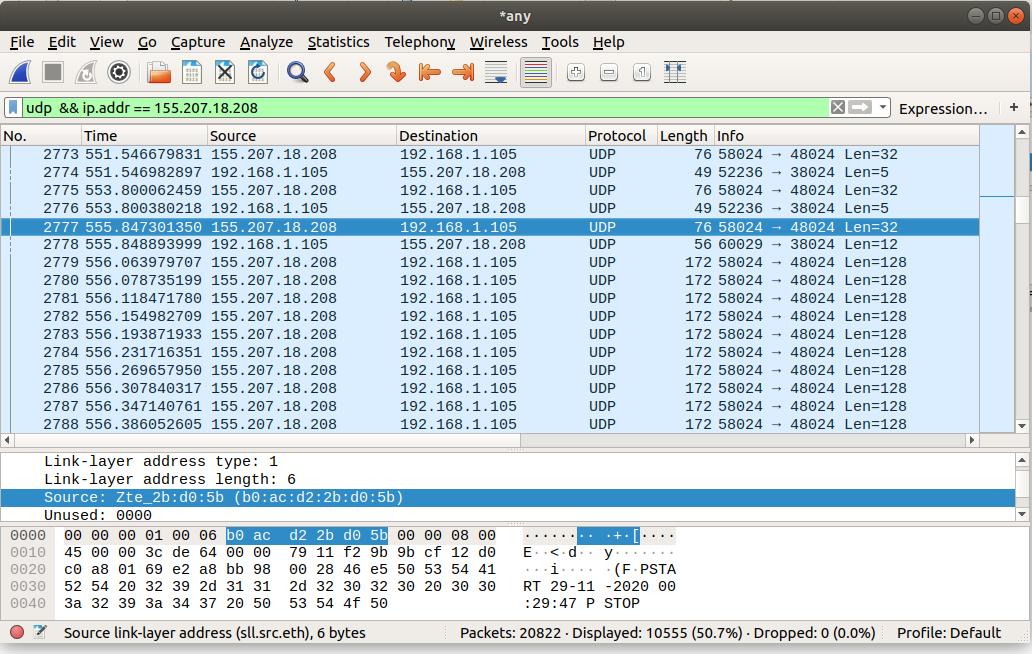 *any
File Edit View Go Capture Analyze Statistics Telephony Wireless Tools Help
udp && ip.addr == 155.207.18.208 Expression… +
No. Time Source Destination Protocol Length Info
2773 551.546679831 155.207.18.208 192.168.1.105 UDP 76 58024 → 48024 Len=32
2774 551.546982897 192.168.1.105 155.207.18.208 UDP 49 52236 → 38024 Len=5
2775 553.800062459 155.207.18.208 192.168.1.105 UDP 76 58024 → 48024 Len=32
2776 553.800380218 192.168.1.105 155.207.18.208 UDP 49 52236 → 38024 Len=5
2777 555.847301350 155.207.18.208 192.168.1.105 UDP 76 58024 → 48024 Len=32
2778 555.848893999 192.168.1.105 155.207.18.208 UDP 56 60029 → 38024 Len=12
2779 556.063979707 155.207.18.208 192.168.1.105 UDP 172 58024 → 48024 Len=128
2780 556.078735199 155.207.18.208 192.168.1.105 UDP 172 58024 → 48024 Len=128
2781 556.118471780 155.207.18.208 192.168.1.105 UDP 172 58024 → 48024 Len=128
2782 556.154982709 155.207.18.208 192.168.1.105 UDP 172 58024 → 48024 Len=128
2783 556.193871933 155.207.18.208 192.168.1.105 UDP 172 58024 → 48024 Len=128
2784 556.231716351 155.207.18.208 192.168.1.105 UDP 172 58024 → 48024 Len=128
2785 556.269657950 155.207.18.208 192.168.1.105 UDP 172 58024 → 48024 Len=128
2786 556.307840317 155.207.18.208 192.168.1.105 UDP 172 58024 → 48024 Len=128
2787 556.347140761 155.207.18.208 192.168.1.105 UDP 172 58024 → 48024 Len=128
2788 556.386052605 155.207.18.208 192.168.1.105 UDP 172 58024 → 48024 Len=128
Link-layer address type: 1
Link-layer address length: 6
Source: Zte_2b:d0:5b (b0:ac:d2:2b:d0:5b)
Unused: 0000
0000 00 00 00 01 00 06 b0 ac d2 2b d0 5b 00 00 08 00 ········ ·+·[····
0010 45 00 00 3c de 64 00 00 79 11 f2 9b 9b cf 12 d0 E··<·d·· y·······
0020 c0 a8 01 69 e2 a8 bb 98 00 28 46 e5 50 53 54 41 ···i···· ·(F·PSTA
0030 52 54 20 32 39 2d 31 31 2d 32 30 32 30 20 30 30 RT 29-11 -2020 00
0040 3a 32 39 3a 34 37 20 50 53 54 4f 50 :29:47 P STOP
Source link-layer address (sll.src.eth), 6 bytes Packets: 20822 · Displayed: 10555 (50.7%) · Dropped: 0 (0.0%) Profile: Default